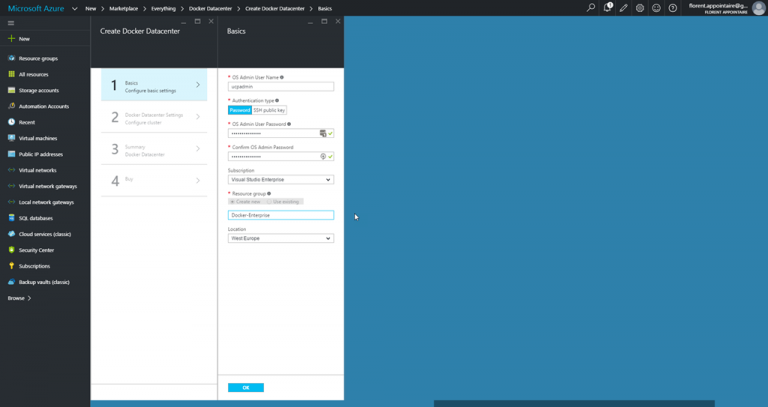 Microsoft Azure
New > Marketplace > Everything > Docker Datacenter > Create Docker Datacenter > Basics
1
florent.appointaire@g...
FLORENT APPOINTAIRE
New
Resource groups
All resources
Storage accounts
Automation Accounts
Recent
Virtual machines
Public IP addresses
Virtual networks
Virtual network gateways
Local network gateways
SQL databases
Cloud services (classic)
Security Center
Subscriptions
Backup vaults (classic)
Browse >
Create Docker Datacenter
1
Basics
Configure basic settings
2
Docker Datacenter Settings
Configure cluster
3
Summary
Docker Datacenter
4
Buy
Basics
* OS Admin User Name
ucpadmin
* Authentication type
Password SSH public key
* OS Admin User Password
* Confirm OS Admin Password
Subscription
Visual Studio Enterprise
* Resource group
Create new Use existing
Docker-Enterprise
Location
West Europe
OK